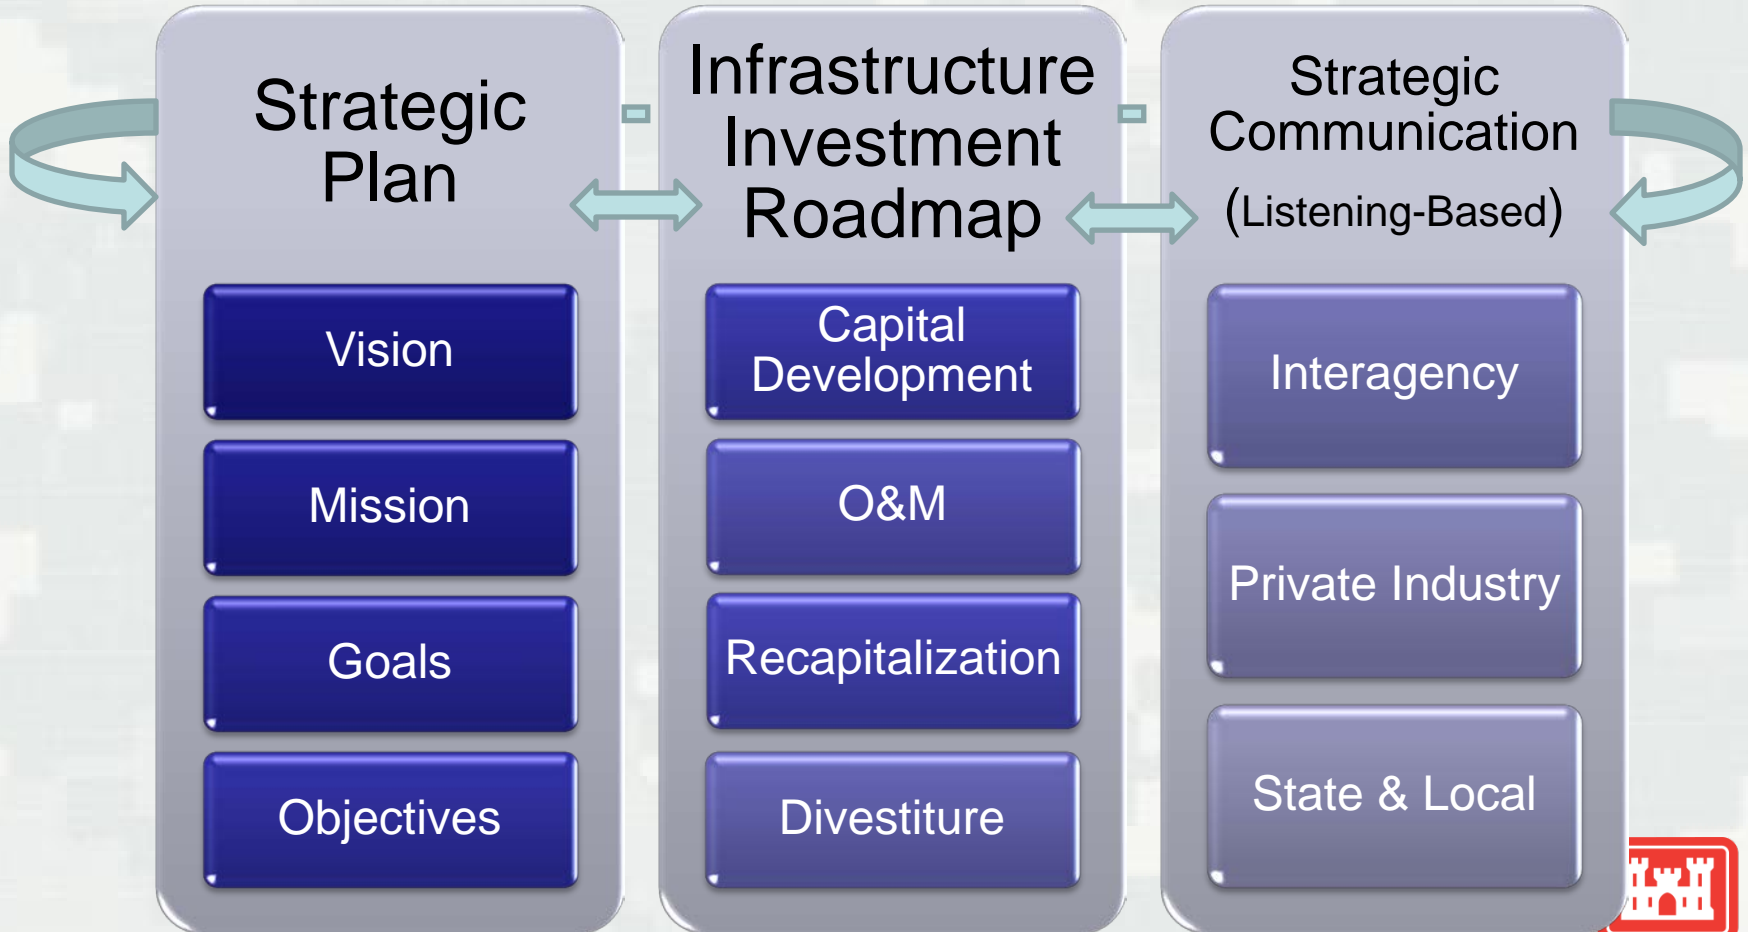 Strategic
Plan
Vision
Mission
Goals
Objectives
Infrastructure
Investment
Roadmap
Capital
Development
O&M
Recapitalization
Divestiture
Strategic
Communication
(Listening-Based)
Interagency
Private Industry
State & Local